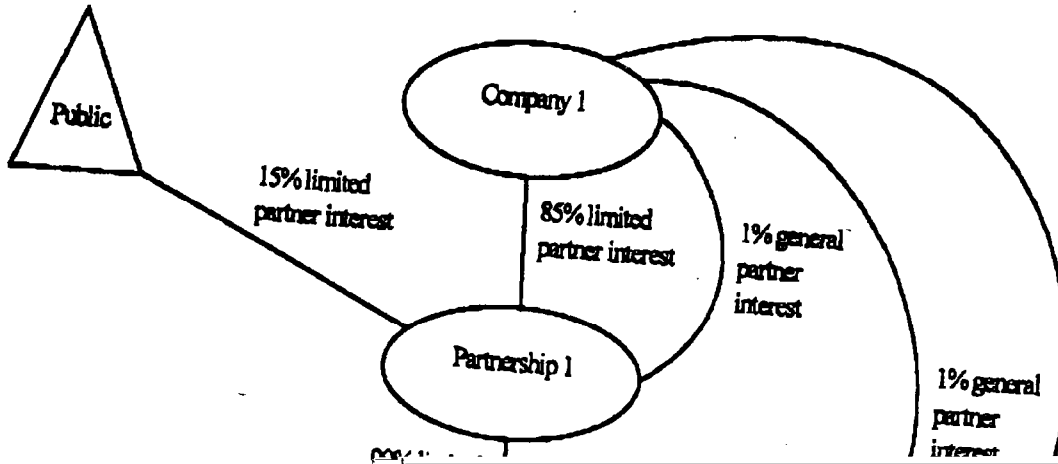 Company 1
Public
15% limited
partner interest
85% limited
partner interest
1% general
partner
interest
Partnership 1
1% general
partner
interest